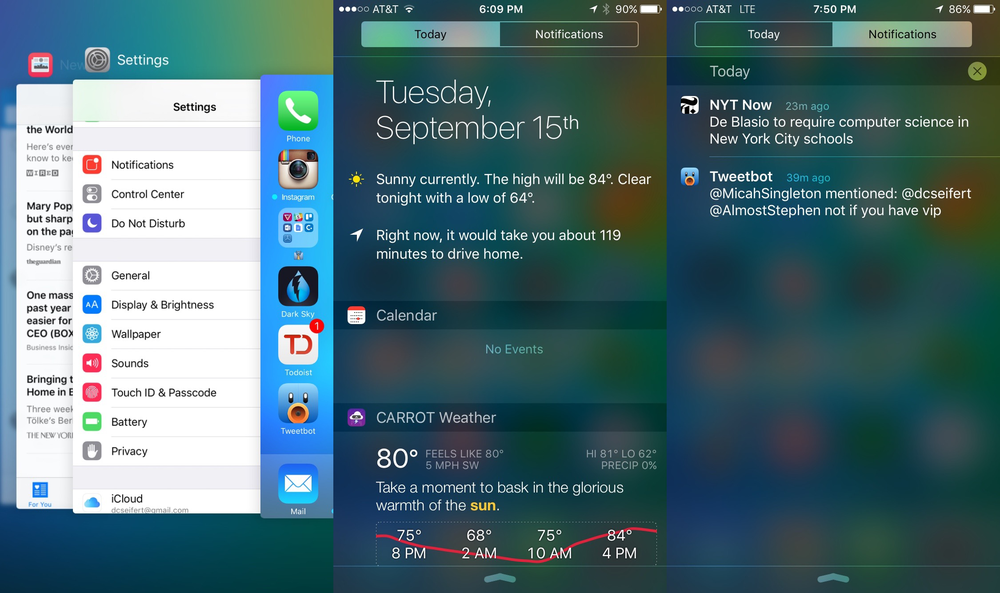 New
Settings
the World
Here's ever
know to ke
WIRED
Mary Pop
but sharp
on the pa
Disney's re
theguardian
One mass
past year
easier for
CEO (BOX
Business Insid
Bringing t
Home in B
Three week
Tölke's Ber
THE NEW YORK
For You
Settings
Notifications
Control Center
Do Not Disturb
General
Display & Brightness
Wallpaper
Sounds
Touch ID & Passcode
Battery
Privacy
iCloud
dcseifert@gmail.com
Phone
Instagram
Dark Sky
1
Todoist
Tweetbot
Mail
AT&T 6:09 PM 90%
Today Notifications
Tuesday,
September 15th
Sunny currently. The high will be 84°. Clear
tonight with a low of 64°.
Right now, it would take you about 119
minutes to drive home.
Calendar
No Events
CARROT Weather
80° FEELS LIKE 80° HI 81° LO 62°
5 MPH SW PRECIP 0%
Take a moment to bask in the glorious
warmth of the sun.
75° 68° 75° 84°
8 PM 2 AM 10 AM 4 PM
AT&T LTE 7:50 PM 86%
Today Notifications
Today
NYT Now 23m ago
De Blasio to require computer science in
New York City schools
Tweetbot 39m ago
@MicahSingleton mentioned: @dcseifert
@AlmostStephen not if you have vip